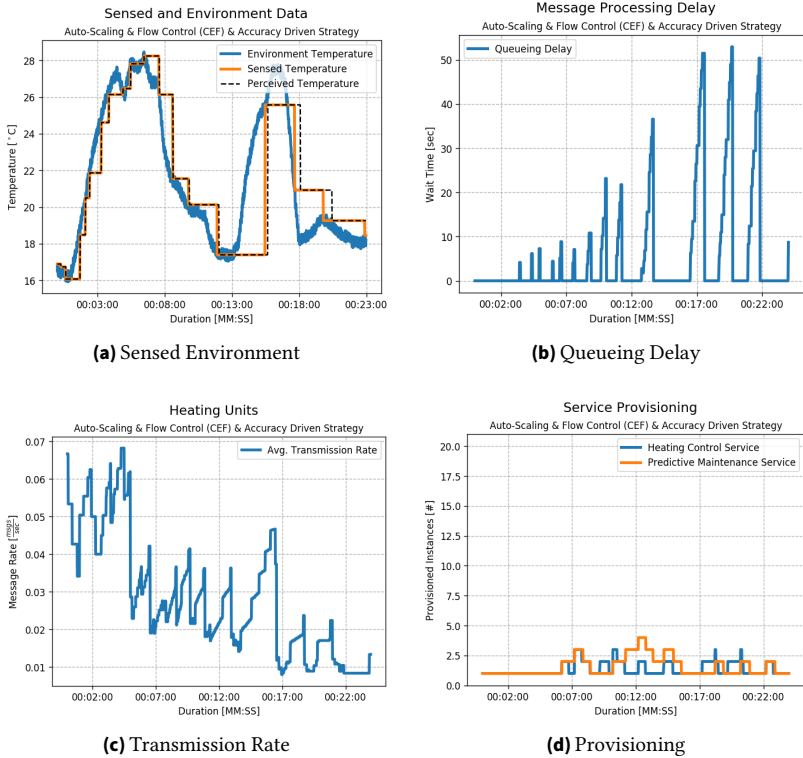 Sensed and Environment Data
Auto-Scaling & Flow Control (CEF) & Accuracy Driven Strategy
Environment Temperature
Sensed Temperature
Perceived Temperature
Temperature [°C]
28
26
24
22
20
18
16
00:03:00 00:08:00 00:13:00 00:18:00 00:23:00
Duration [MM:SS]
(a) Sensed Environment
Message Processing Delay
Auto-Scaling & Flow Control (CEF) & Accuracy Driven Strategy
Queueing Delay
Wait Time [sec]
50
40
30
20
10
0
00:02:00 00:07:00 00:12:00 00:17:00 00:22:00
Duration [MM:SS]
(b) Queueing Delay
Heating Units
Auto-Scaling & Flow Control (CEF) & Accuracy Driven Strategy
Avg. Transmission Rate
Message Rate [msgs/sec]
0.07
0.06
0.05
0.04
0.03
0.02
0.01
00:02:00 00:07:00 00:12:00 00:17:00 00:22:00
Duration [MM:SS]
(c) Transmission Rate
Service Provisioning
Auto-Scaling & Flow Control (CEF) & Accuracy Driven Strategy
Heating Control Service
Predictive Maintenance Service
Provisioned Instances [#]
20.0
17.5
15.0
12.5
10.0
7.5
5.0
2.5
0.0
00:02:00 00:07:00 00:12:00 00:17:00 00:22:00
Duration [MM:SS]
(d) Provisioning